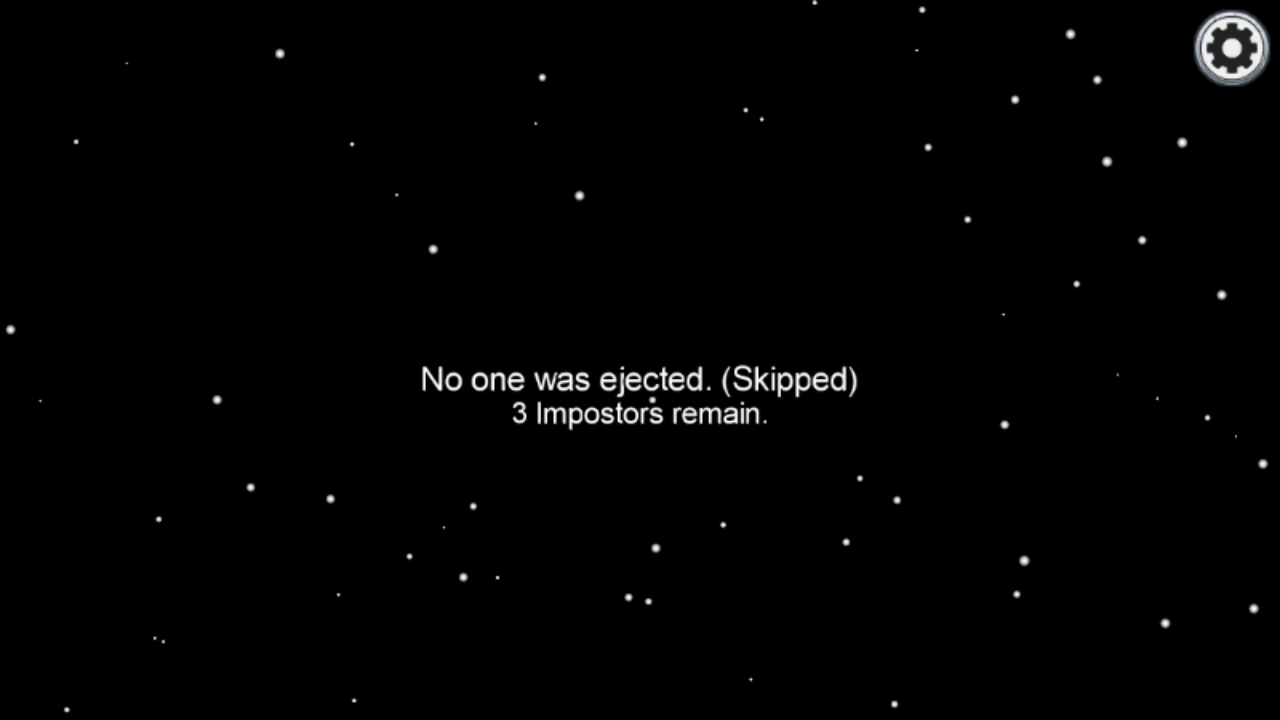 No one was ejected. (Skipped)
3 Impostors remain.